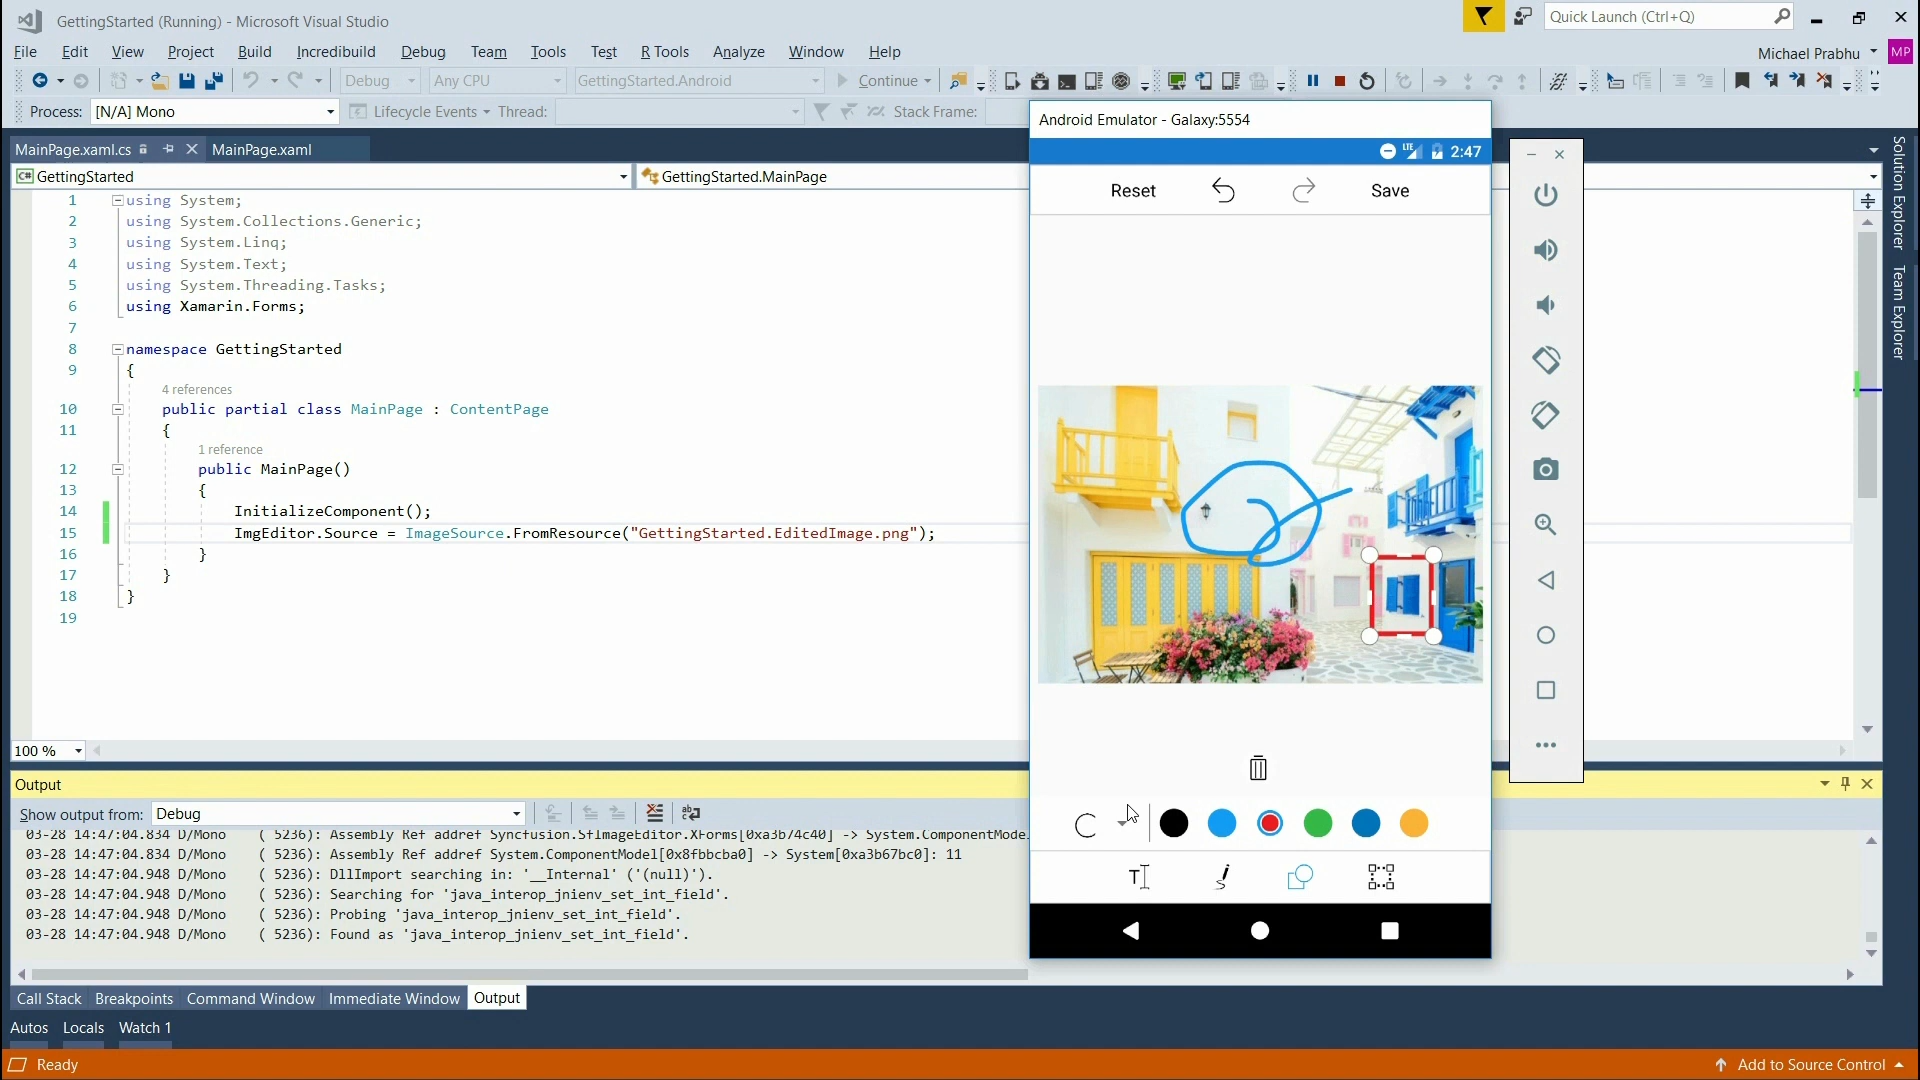 GettingStarted (Running) - Microsoft Visual Studio
Quick Launch (Ctrl+Q)
File Edit View Project Build Incredibuild Debug Team Tools Test R Tools Analyze Window Help
Michael Prabhu MP
Debug Any CPU GettingStarted.Android Continue
Process: [N/A] Mono Lifecycle Events Thread: Stack Frame:
MainPage.xaml.cs MainPage.xaml
C# GettingStarted GettingStarted.MainPage
1 using System;
2 using System.Collections.Generic;
3 using System.Linq;
4 using System.Text;
5 using System.Threading.Tasks;
6 using Xamarin.Forms;
7
8 namespace GettingStarted
9 {
4 references
10 public partial class MainPage : ContentPage
11 {
1 reference
12 public MainPage()
13 {
14 InitializeComponent();
15 ImgEditor.Source = ImageSource.FromResource("GettingStarted.EditedImage.png");
16 }
17 }
18 }
19
100 %
Android Emulator - Galaxy:5554
LTE 2:47
Reset Save
T
Solution Explorer
Team Explorer
Output
Show output from: Debug
03-28 14:47:04.834 D/Mono ( 5236): Assembly Ref addref Syncfusion.SfImageEditor.XForms[0xa3b74c40] -> System.ComponentMode
03-28 14:47:04.834 D/Mono ( 5236): Assembly Ref addref System.ComponentModel[0x8fbbcba0] -> System[0xa3b67bc0]: 11
03-28 14:47:04.948 D/Mono ( 5236): DllImport searching in: '__Internal' ('(null)').
03-28 14:47:04.948 D/Mono ( 5236): Searching for 'java_interop_jnienv_set_int_field'.
03-28 14:47:04.948 D/Mono ( 5236): Probing 'java_interop_jnienv_set_int_field'.
03-28 14:47:04.948 D/Mono ( 5236): Found as 'java_interop_jnienv_set_int_field'.
Call Stack Breakpoints Command Window Immediate Window Output
Autos Locals Watch 1
Ready
Add to Source Control